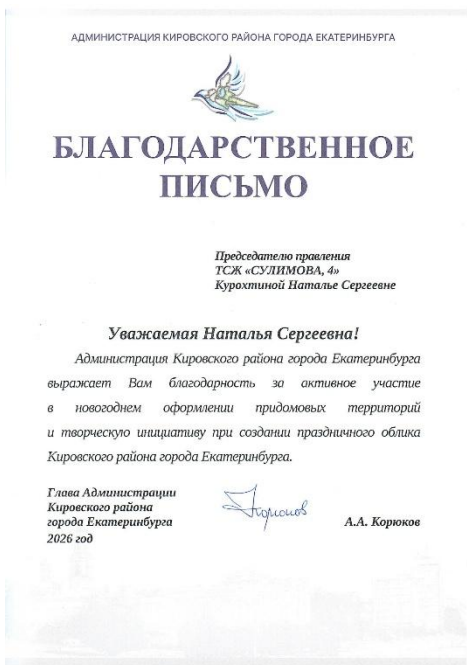 АДМИНИСТРАЦИЯ КИРОВСКОГО РАЙОНА ГОРОДА ЕКАТЕРИНБУРГА
БЛАГОДАРСТВЕННОЕ
ПИСЬМО
Председателю правления
ТСЖ «СУЛИМОВА, 4»
Курохтиной Наталье Сергеевне
Уважаемая Наталья Сергеевна!
Администрация Кировского района города Екатеринбурга
выражает Вам благодарность за активное участие
в новогоднем оформлении придомовых территорий
и творческую инициативу при создании праздничного облика
Кировского района города Екатеринбурга.
Глава Администрации
Кировского района
города Екатеринбурга
А.А. Корюков
2026 год